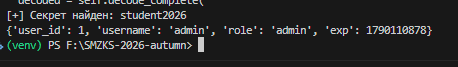 decoded = self.decode_complete(
[+] Секрет найден: student2026
{'user_id': 1, 'username': 'admin', 'role': 'admin', 'exp': 1790110878}
(venv) PS F:\SMZKS-2026-autumn>